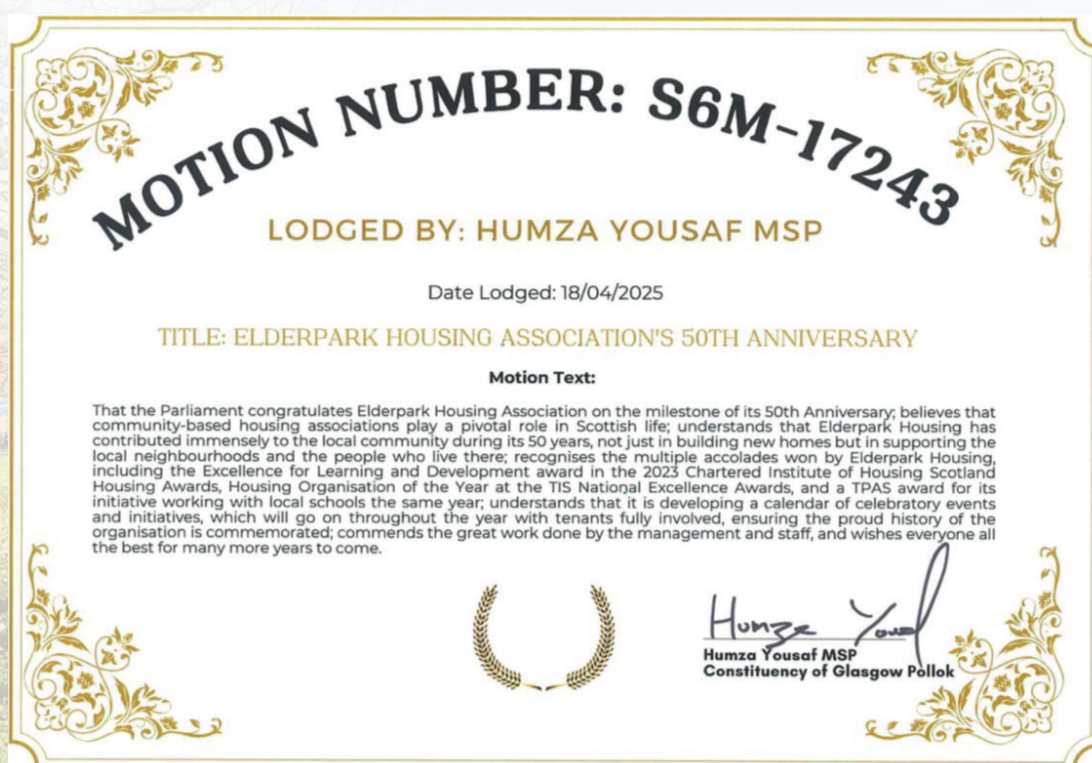 MOTION NUMBER: S6M-17243
LODGED BY: HUMZA YOUSAF MSP
Date Lodged: 18/04/2025
TITLE: ELDERPARK HOUSING ASSOCIATION'S 50TH ANNIVERSARY
Motion Text:
That the Parliament congratulates Elderpark Housing Association on the milestone of its 50th Anniversary; believes that
community-based housing associations play a pivotal role in Scottish life; understands that Elderpark Housing has
contributed immensely to the local community during its 50 years, not just in building new homes but in supporting the
local neighbourhoods and the people who live there; recognises the multiple accolades won by Elderpark Housing,
including the Excellence for Learning and Development award in the 2023 Chartered Institute of Housing Scotland
Housing Awards, Housing Organisation of the Year at the TIS National Excellence Awards, and a TPAS award for its
initiative working with local schools the same year; understands that it is developing a calendar of celebratory events
and initiatives, which will go on throughout the year with tenants fully involved, ensuring the proud history of the
organisation is commemorated; commends the great work done by the management and staff, and wishes everyone all
the best for many more years to come.
Humza Yousaf
Humza Yousaf MSP
Constituency of Glasgow Pollok